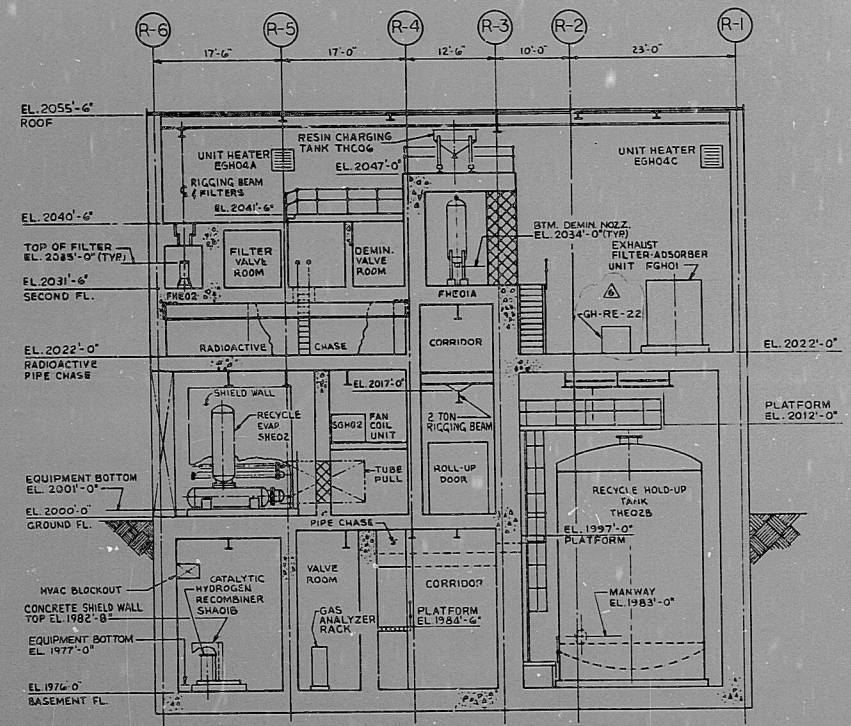 R-6
R-5
R-4
R-3
R-2
R-1
17'-6"
17'-0"
12'-6"
10'-0"
23'-0"
EL. 2055'-6"
ROOF
RESIN CHARGING
TANK THC06
UNIT HEATER
EGH04A
EL. 2047'-0"
UNIT HEATER
EGH04C
RIGGING BEAM
& FILTERS
EL. 2041'-6"
EL. 2040'-6"
TOP OF FILTER
EL. 2035'-0" (TYP)
FILTER
VALVE
ROOM
DEMIN.
VALVE
ROOM
BTM. DEMIN. NOZZ.
EL. 2034'-0" (TYP)
EXHAUST
FILTER-ADSORBER
UNIT FGH01
EL. 2031'-6"
SECOND FL.
FHE02
FHE01A
6
GH-RE-22
RADIOACTIVE CHASE
CORRIDOR
EL. 2022'-0"
RADIOACTIVE
PIPE CHASE
EL. 2022'-0"
EL. 2017'-0"
SHIELD WALL
RECYCLE
EVAP
SHE02
SGH02
FAN
COIL
UNIT
2 TON
RIGGING BEAM
PLATFORM
EL. 2012'-0"
TUBE
PULL
ROLL-UP
DOOR
EQUIPMENT BOTTOM
EL. 2001'-0"
EL. 2000'-0"
GROUND FL.
RECYCLE HOLD-UP
TANK
THE02B
PIPE CHASE
EL. 1997'-0"
PLATFORM
HVAC BLOCKOUT
CATALYTIC
HYDROGEN
RECOMBINER
SHA01B
VALVE
ROOM
CORRIDOR
CONCRETE SHIELD WALL
TOP EL. 1982'-8"
GAS
ANALYZER
RACK
PLATFORM
EL. 1984'-6"
MANWAY
EL. 1983'-0"
EQUIPMENT BOTTOM
EL. 1977'-0"
EL. 1976'-0"
BASEMENT FL.